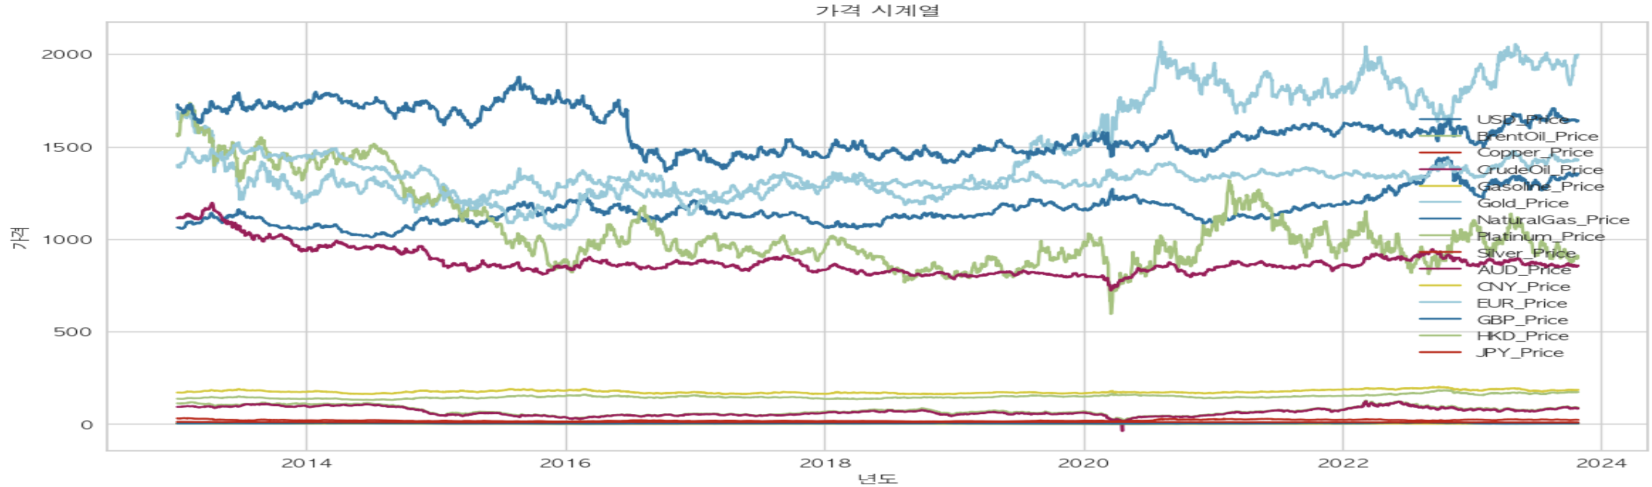 가격 시계열
2000
1500
1000
500
0
가격
2014
2016
2018
2020
2022
2024
년도
USD_Price
BrentOil_Price
Copper_Price
CrudeOil_Price
Gasoline_Price
Gold_Price
NaturalGas_Price
Platinum_Price
Silver_Price
AUD_Price
CNY_Price
EUR_Price
GBP_Price
HKD_Price
JPY_Price